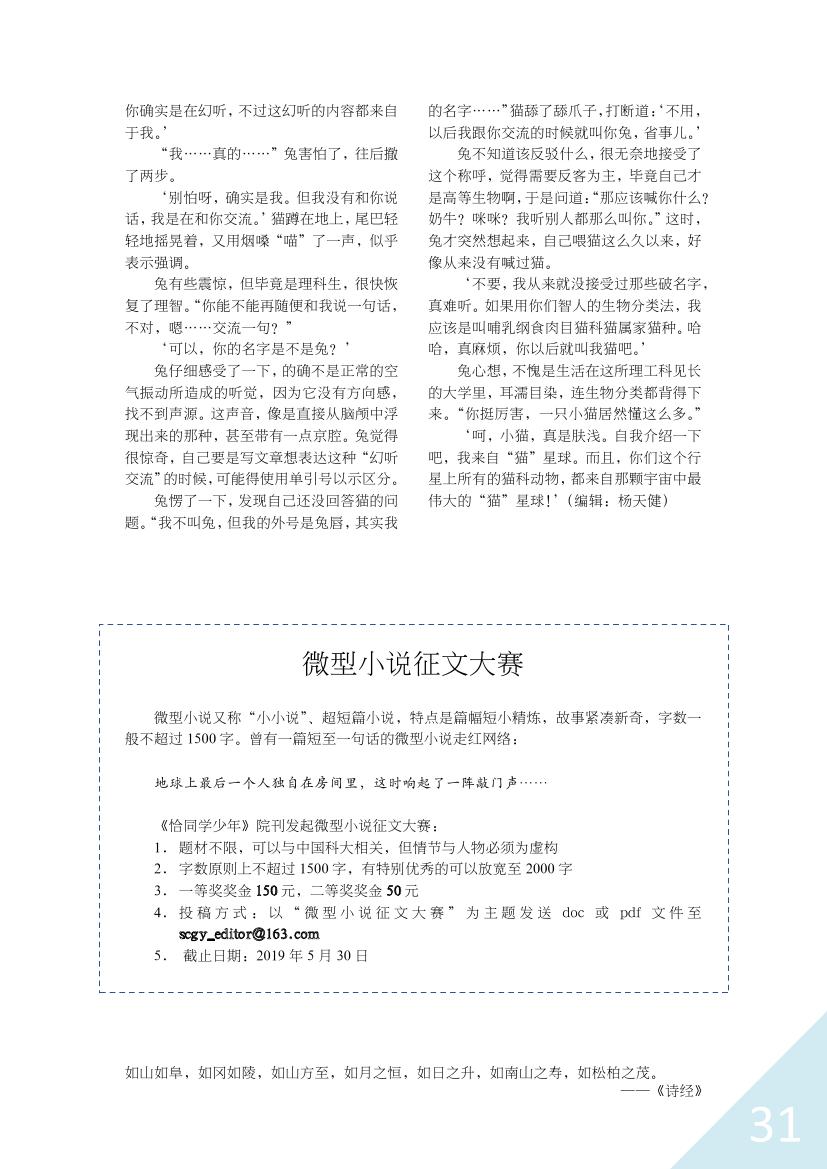 你确实是在幻听，不过这幻听的内容都来自
于我。’
“我……真的……”兔害怕了，往后撤
了两步。
‘别怕呀，确实是我。但我没有和你说
话，我是在和你交流。’猫蹲在地上，尾巴轻
轻地摇晃着，又用烟嗓“喵”了一声，似乎
表示强调。
兔有些震惊，但毕竟是理科生，很快恢
复了理智。“你能不能再随便和我说一句话，
不对，嗯……交流一句？”
‘可以，你的名字是不是兔？’
兔仔细感受了一下，的确不是正常的空
气振动所造成的听觉，因为它没有方向感，
找不到声源。这声音，像是直接从脑颅中浮
现出来的那种，甚至带有一点京腔。兔觉得
很惊奇，自己要是写文章想表达这种“幻听
交流”的时候，可能得使用单引号以示区分。
兔愣了一下，发现自己还没回答猫的问
题。“我不叫兔，但我的外号是兔唇，其实我
的名字……”猫舔了舔爪子，打断道：‘不用，
以后我跟你交流的时候就叫你兔，省事儿。’
兔不知道该反驳什么，很无奈地接受了
这个称呼，觉得需要反客为主，毕竟自己才
是高等生物啊，于是问道：“那应该喊你什么？
奶牛？咪咪？我听别人都那么叫你。”这时，
兔才突然想起来，自己喂猫这么久以来，好
像从来没有喊过猫。
‘不要，我从来就没接受过那些破名字，
真难听。如果用你们智人的生物分类法，我
应该是叫哺乳纲食肉目猫科猫属家猫种。哈
哈，真麻烦，你以后就叫我猫吧。’
兔心想，不愧是生活在这所理工科见长
的大学里，耳濡目染，连生物分类都背得下
来。“你挺厉害，一只小猫居然懂这么多。”
‘呵，小猫，真是肤浅。自我介绍一下
吧，我来自“猫”星球。而且，你们这个行
星上所有的猫科动物，都来自那颗宇宙中最
伟大的“猫”星球！’（编辑：杨天健）
微型小说征文大赛
微型小说又称“小小说”、超短篇小说，特点是篇幅短小精炼，故事紧凑新奇，字数一
般不超过 1500 字。曾有一篇短至一句话的微型小说走红网络：
地球上最后一个人独自在房间里，这时响起了一阵敲门声……
《恰同学少年》院刊发起微型小说征文大赛：
1. 题材不限，可以与中国科大相关，但情节与人物必须为虚构
2. 字数原则上不超过 1500 字，有特别优秀的可以放宽至 2000 字
3. 一等奖奖金 150 元，二等奖奖金 50 元
4. 投稿方式：以“微型小说征文大赛”为主题发送 doc 或 pdf 文件至
scgy_editor@163.com
5. 截止日期：2019 年 5 月 30 日
如山如阜，如冈如陵，如山方至，如月之恒，如日之升，如南山之寿，如松柏之茂。
——《诗经》
31